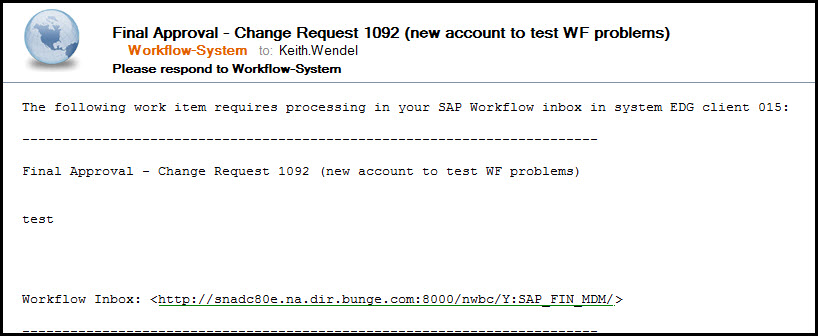 Final Approval - Change Request 1092 (new account to test WF problems)
Workflow-System to: Keith.Wendel
Please respond to Workflow-System
The following work item requires processing in your SAP Workflow inbox in system EDG client 015:
------------------------------------------------------------------------
Final Approval - Change Request 1092 (new account to test WF problems)
test
Workflow Inbox: <http://snadc80e.na.dir.bunge.com:8000/nwbc/Y:SAP_FIN_MDM/>
------------------------------------------------------------------------